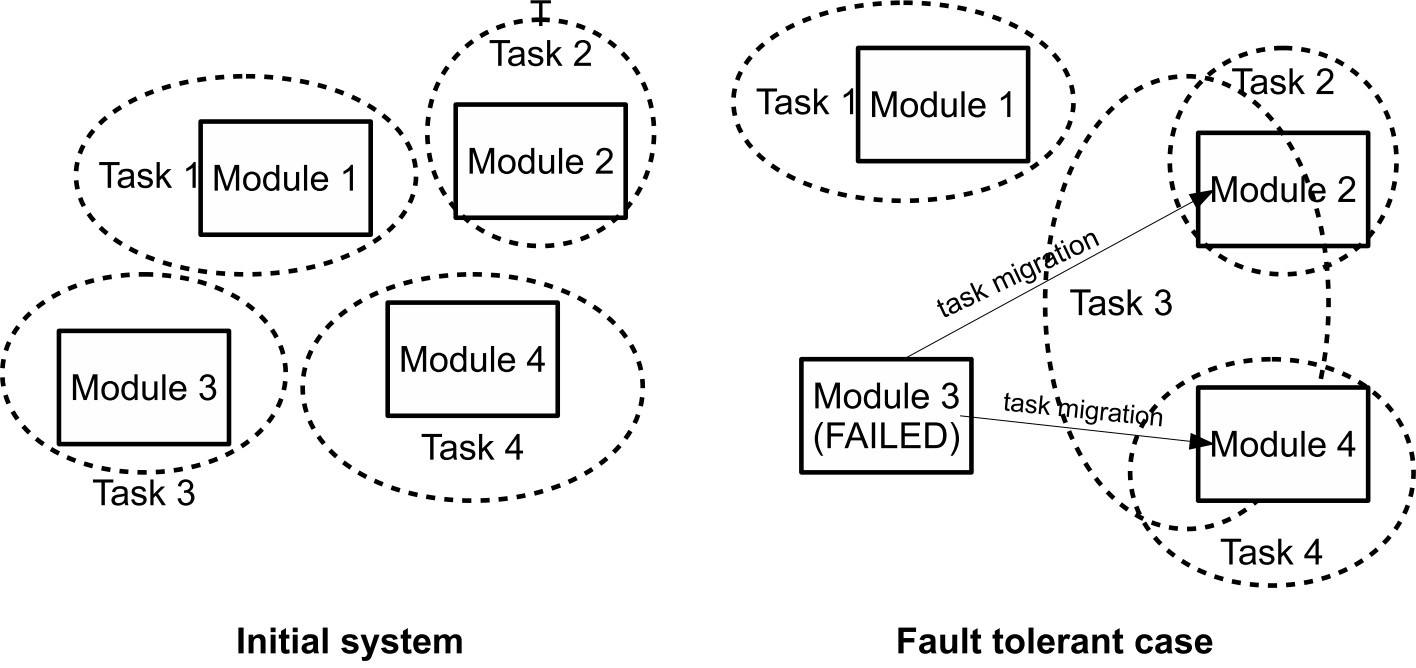 T
Task 2
Module 2
Task 1
Module 1
Module 3
Task 3
Module 4
Task 4
Initial system
Task 1
Module 1
Task 2
Module 2
task migration
Task 3
Module 3
(FAILED)
task migration
Module 4
Task 4
Fault tolerant case